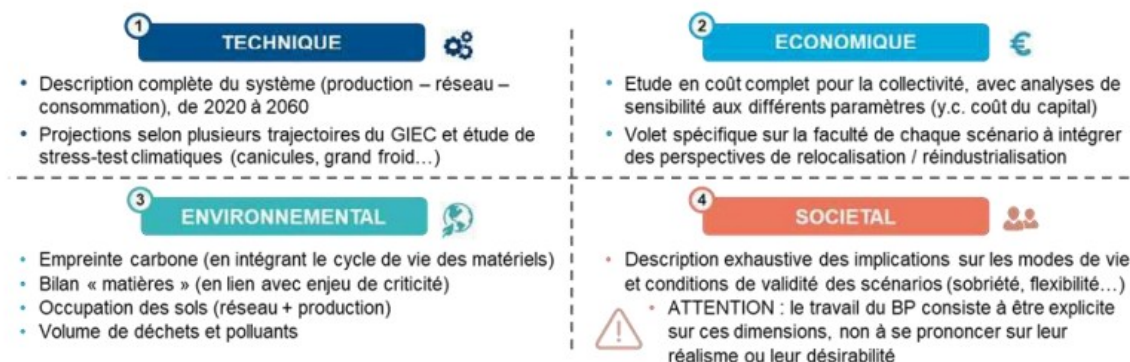 1
TECHNIQUE
• Description complète du système (production – réseau –
consommation), de 2020 à 2060
• Projections selon plusieurs trajectoires du GIEC et étude de
stress-test climatiques (canicules, grand froid…)
2
ECONOMIQUE
€
• Etude en coût complet pour la collectivité, avec analyses de
sensibilité aux différents paramètres (y.c. coût du capital)
• Volet spécifique sur la faculté de chaque scénario à intégrer
des perspectives de relocalisation / réindustrialisation
3
ENVIRONNEMENTAL
• Empreinte carbone (en intégrant le cycle de vie des matériels)
• Bilan « matières » (en lien avec enjeu de criticité)
• Occupation des sols (réseau + production)
• Volume de déchets et polluants
4
SOCIETAL
• Description exhaustive des implications sur les modes de vie
et conditions de validité des scénarios (sobriété, flexibilité…)
• ATTENTION : le travail du BP consiste à être explicite
sur ces dimensions, non à se prononcer sur leur
réalisme ou leur désirabilité